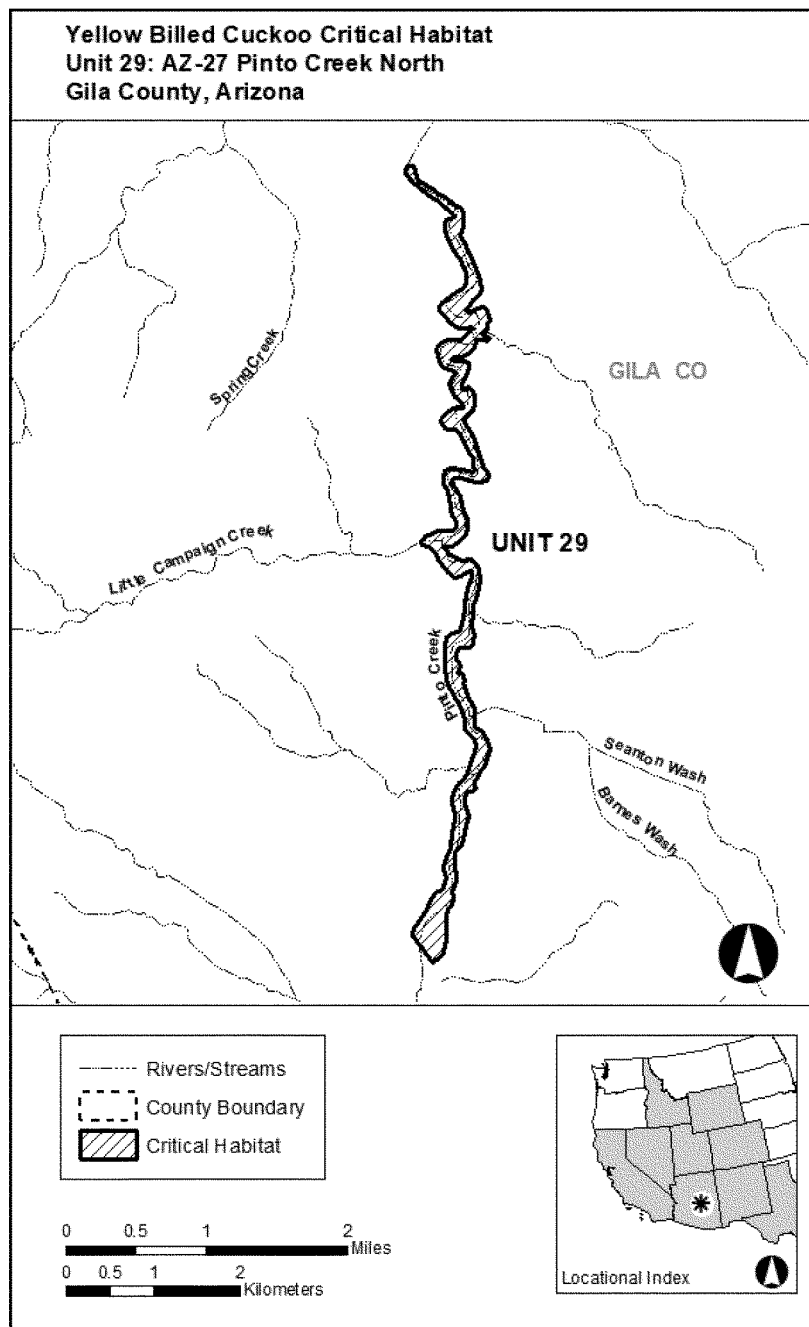 Yellow Billed Cuckoo Critical Habitat
Unit 29: AZ-27 Pinto Creek North
Gila County, Arizona
Spring Creek
GILA CO
Little Campaign Creek
UNIT 29
Pinto Creek
Seanton Wash
Barnes Wash
Rivers/Streams
County Boundary
Critical Habitat
0 0.5 1 2
Miles
0 0.5 1 2
Kilometers
Locational Index